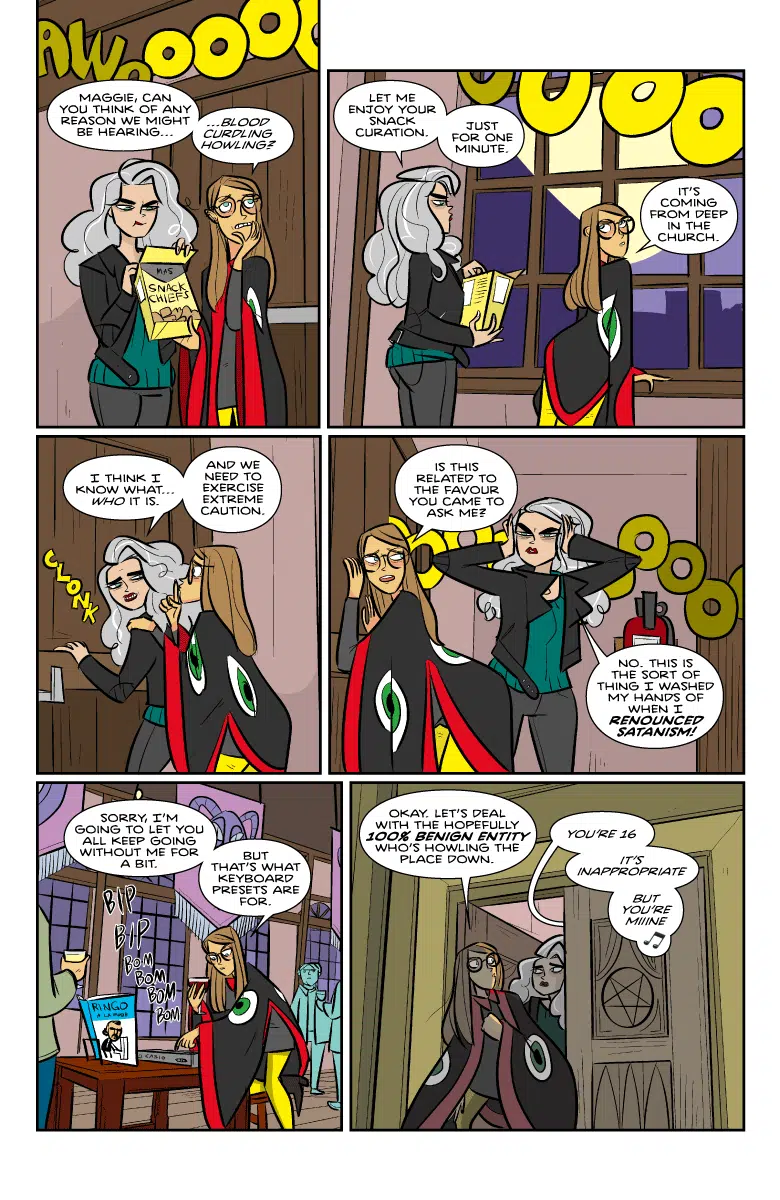 AWOOOOO
MAGGIE, CAN
YOU THINK OF ANY
REASON WE MIGHT
BE HEARING...
...BLOOD
CURDLING
HOWLING?
M&S
SNACK
CHIEFS
OOOOO
LET ME
ENJOY YOUR
SNACK
CURATION.
JUST
FOR ONE
MINUTE.
IT'S
COMING
FROM DEEP
IN THE
CHURCH.
I THINK I
KNOW WHAT...
WHO IT IS.
AND WE
NEED TO
EXERCISE
EXTREME
CAUTION.
CLONK
IS THIS
RELATED TO
THE FAVOUR
YOU CAME TO
ASK ME?
OOOOOOO
NO. THIS IS
THE SORT OF
THING I WASHED
MY HANDS OF
WHEN I
RENOUNCED
SATANISM!
SORRY, I'M
GOING TO LET YOU
ALL KEEP GOING
WITHOUT ME FOR
A BIT.
BUT
THAT'S WHAT
KEYBOARD
PRESETS ARE
FOR.
BIP
BIP
BOM
BOM
BOM
BOM
RINGO
A LA MODE
CASIO
OKAY. LET'S DEAL
WITH THE HOPEFULLY
100% BENIGN ENTITY
WHO'S HOWLING THE
PLACE DOWN.
YOU'RE 16
IT'S
INAPPROPRIATE
BUT
YOU'RE
MIIINE